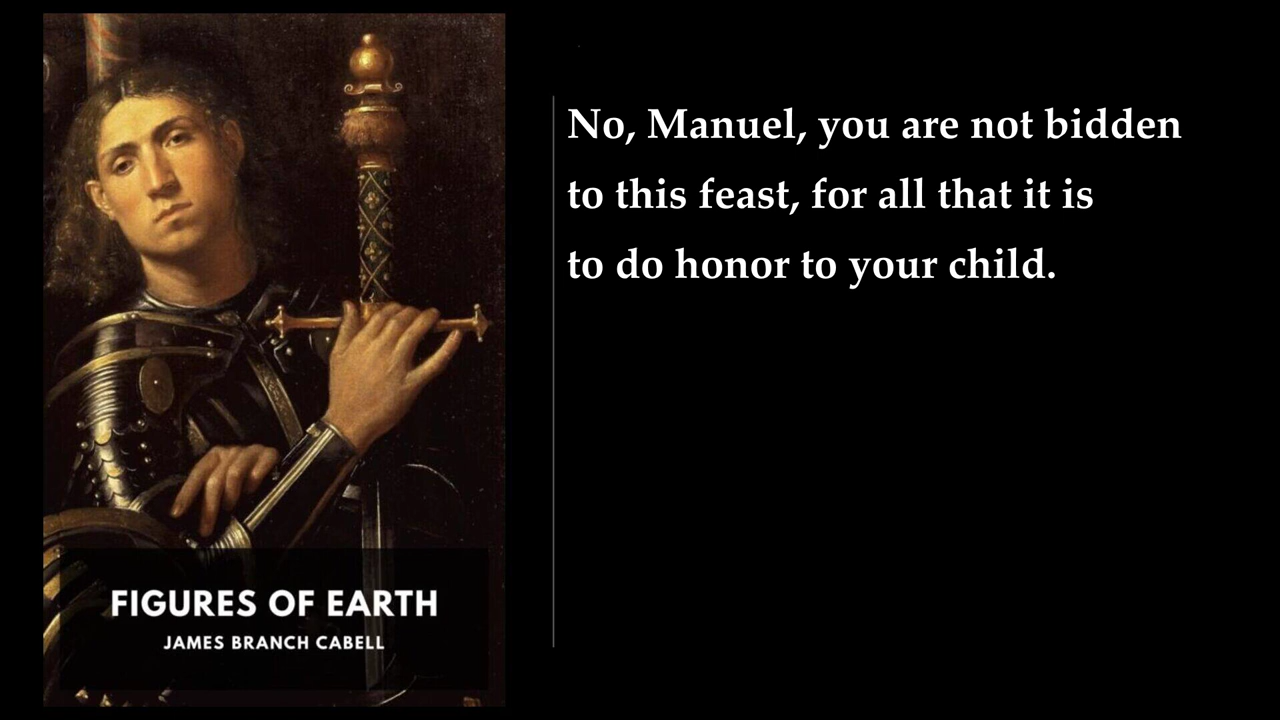 No, Manuel, you are not bidden
to this feast, for all that it is
to do honor to your child.
FIGURES OF EARTH
JAMES BRANCH CABELL